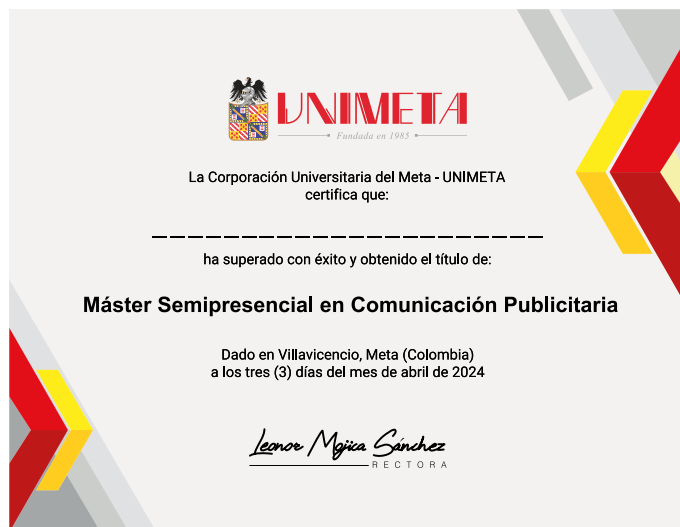 UNIMETA
Fundada en 1985
La Corporación Universitaria del Meta - UNIMETA
certifica que:
ha superado con éxito y obtenido el título de:
Máster Semipresencial en Comunicación Publicitaria
Dado en Villavicencio, Meta (Colombia)
a los tres (3) días del mes de abril de 2024
Leonor Mojica Sánchez
RECTORA